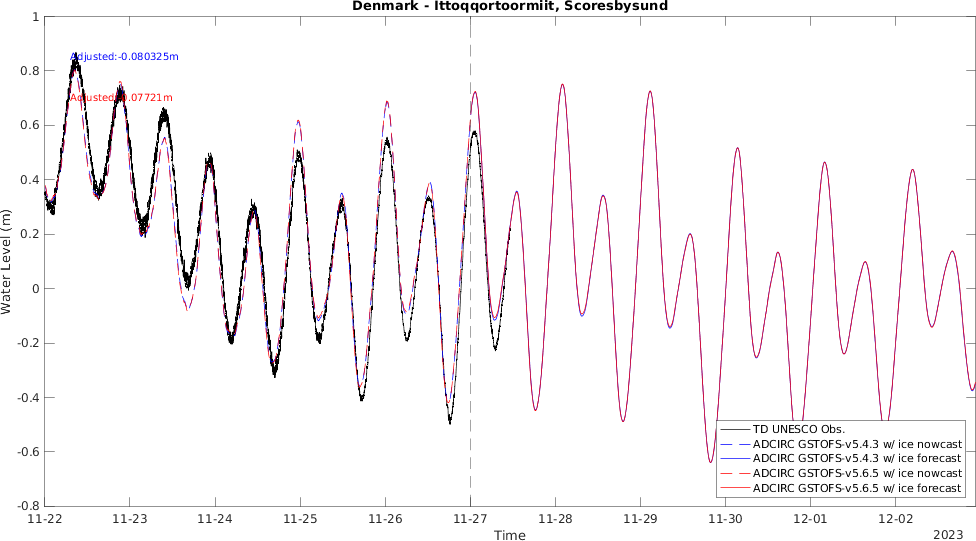 Denmark - Ittoqqortoormiit, Scoresbysund
Adjusted:-0.080325m
Adjusted:-0.07721m
Water Level (m)
1
0.8
0.6
0.4
0.2
0
-0.2
-0.4
-0.6
-0.8
TD UNESCO Obs.
ADCIRC GSTOFS-v5.4.3 w/ ice nowcast
ADCIRC GSTOFS-v5.4.3 w/ ice forecast
ADCIRC GSTOFS-v5.6.5 w/ ice nowcast
ADCIRC GSTOFS-v5.6.5 w/ ice forecast
11-22 11-23 11-24 11-25 11-26 11-27 11-28 11-29 11-30 12-01 12-02
Time
2023